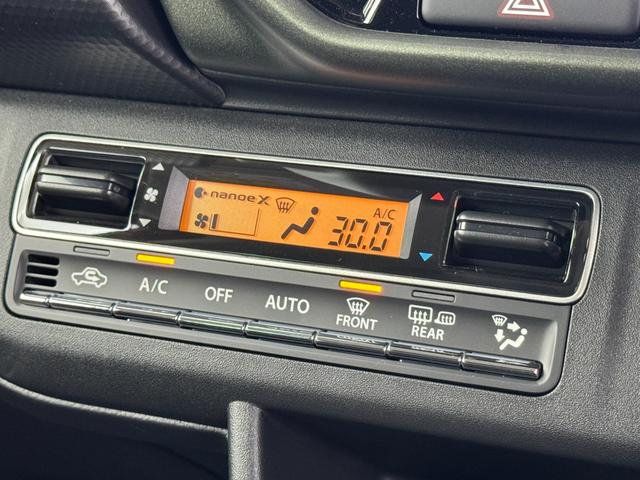 nanoe X
A/C
30.0
A/C
OFF
AUTO
FRONT
REAR